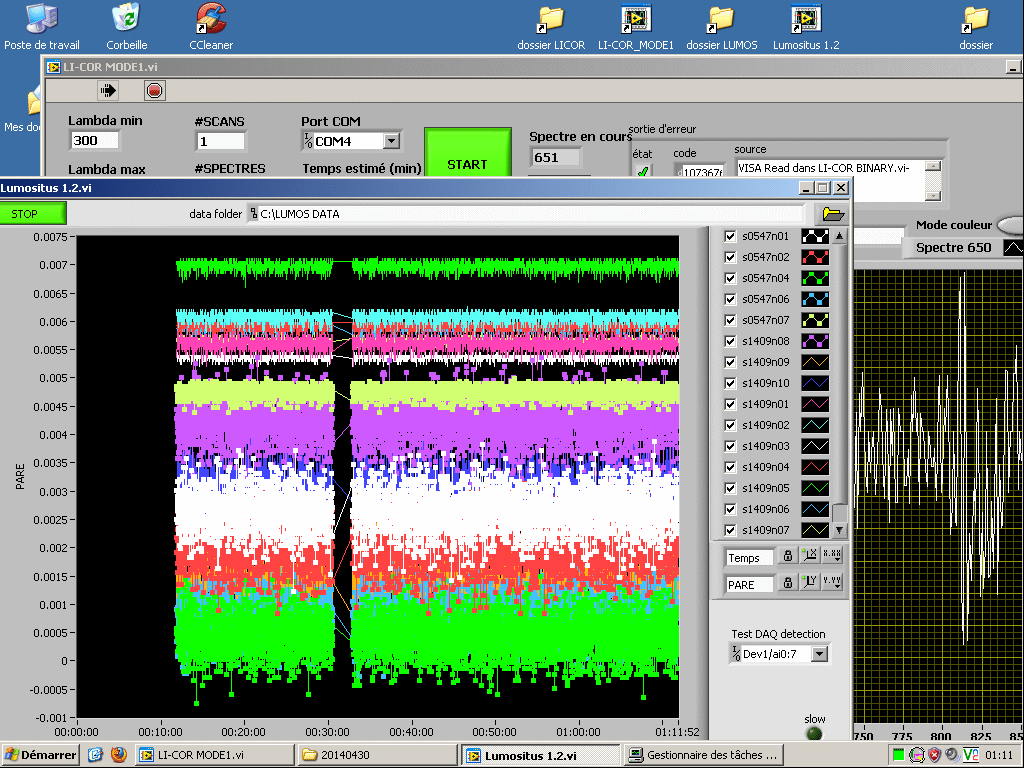 Poste de travail
Corbeille
CCleaner
dossier LICOR
LI-COR_MODE1
dossier LUMOS
Lumositus 1.2
dossier
Mes do
LI-COR MODE1.vi
Lambda min
300
Lambda max
#SCANS
1
#SPECTRES
Port COM
COM4
Temps estimé (min)
START
Spectre en cours
651
sortie d'erreur
état
code
107367
source
VISA Read dans LI-COR BINARY.vi-
Mode couleur
Spectre 650
Lumositus 1.2.vi
STOP
data folder
C:\LUMOS DATA
0.0075
0.007
0.0065
0.006
0.0055
0.005
0.0045
0.004
0.0035
0.003
0.0025
0.002
0.0015
0.001
0.0005
0
-0.0005
-0.001
PARE
00:00:00
00:10:00
00:20:00
00:30:00
00:40:00
00:50:00
01:00:00
01:11:52
s0547n01
s0547n02
s0547n04
s0547n06
s0547n07
s1409n08
s1409n09
s1409n10
s1409n01
s1409n02
s1409n03
s1409n04
s1409n05
s1409n06
s1409n07
Temps
X.XX
PARE
Y.YY
Test DAQ detection
Dev1/ai0:7
slow
750
775
800
825
85
Démarrer
LI-COR MODE1.vi
20140430
Lumositus 1.2.vi
Gestionnaire des tâches ...
01:11